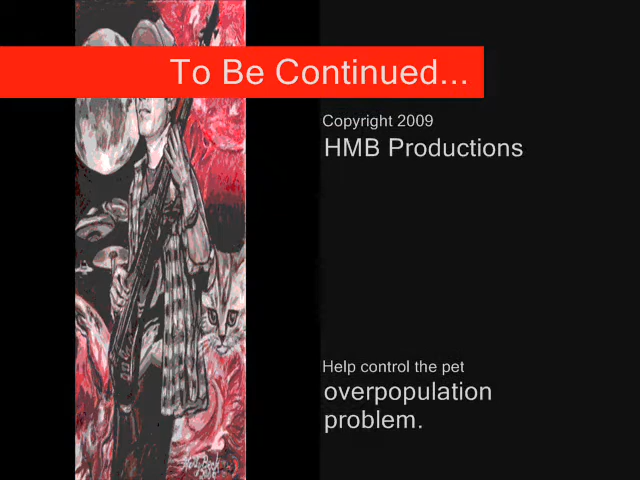 To Be Continued...
Copyright 2009
HMB Productions
Help control the pet
overpopulation
problem.